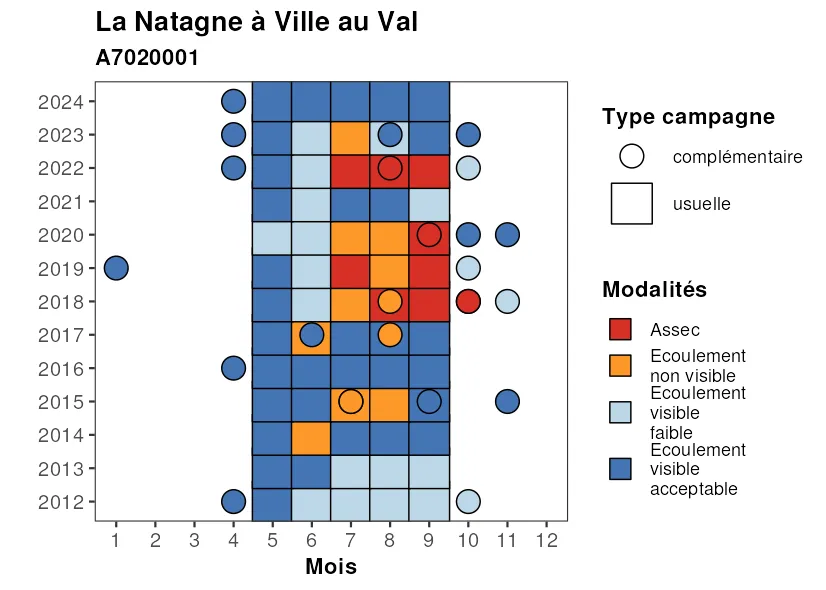 La Natagne à Ville au Val
A7020001
2024
2023
2022
2021
2020
2019
2018
2017
2016
2015
2014
2013
2012
1 2 3 4 5 6 7 8 9 10 11 12
Mois
Type campagne
complémentaire
usuelle
Modalités
Assec
Ecoulement
non visible
Ecoulement
visible
faible
Ecoulement
visible
acceptable